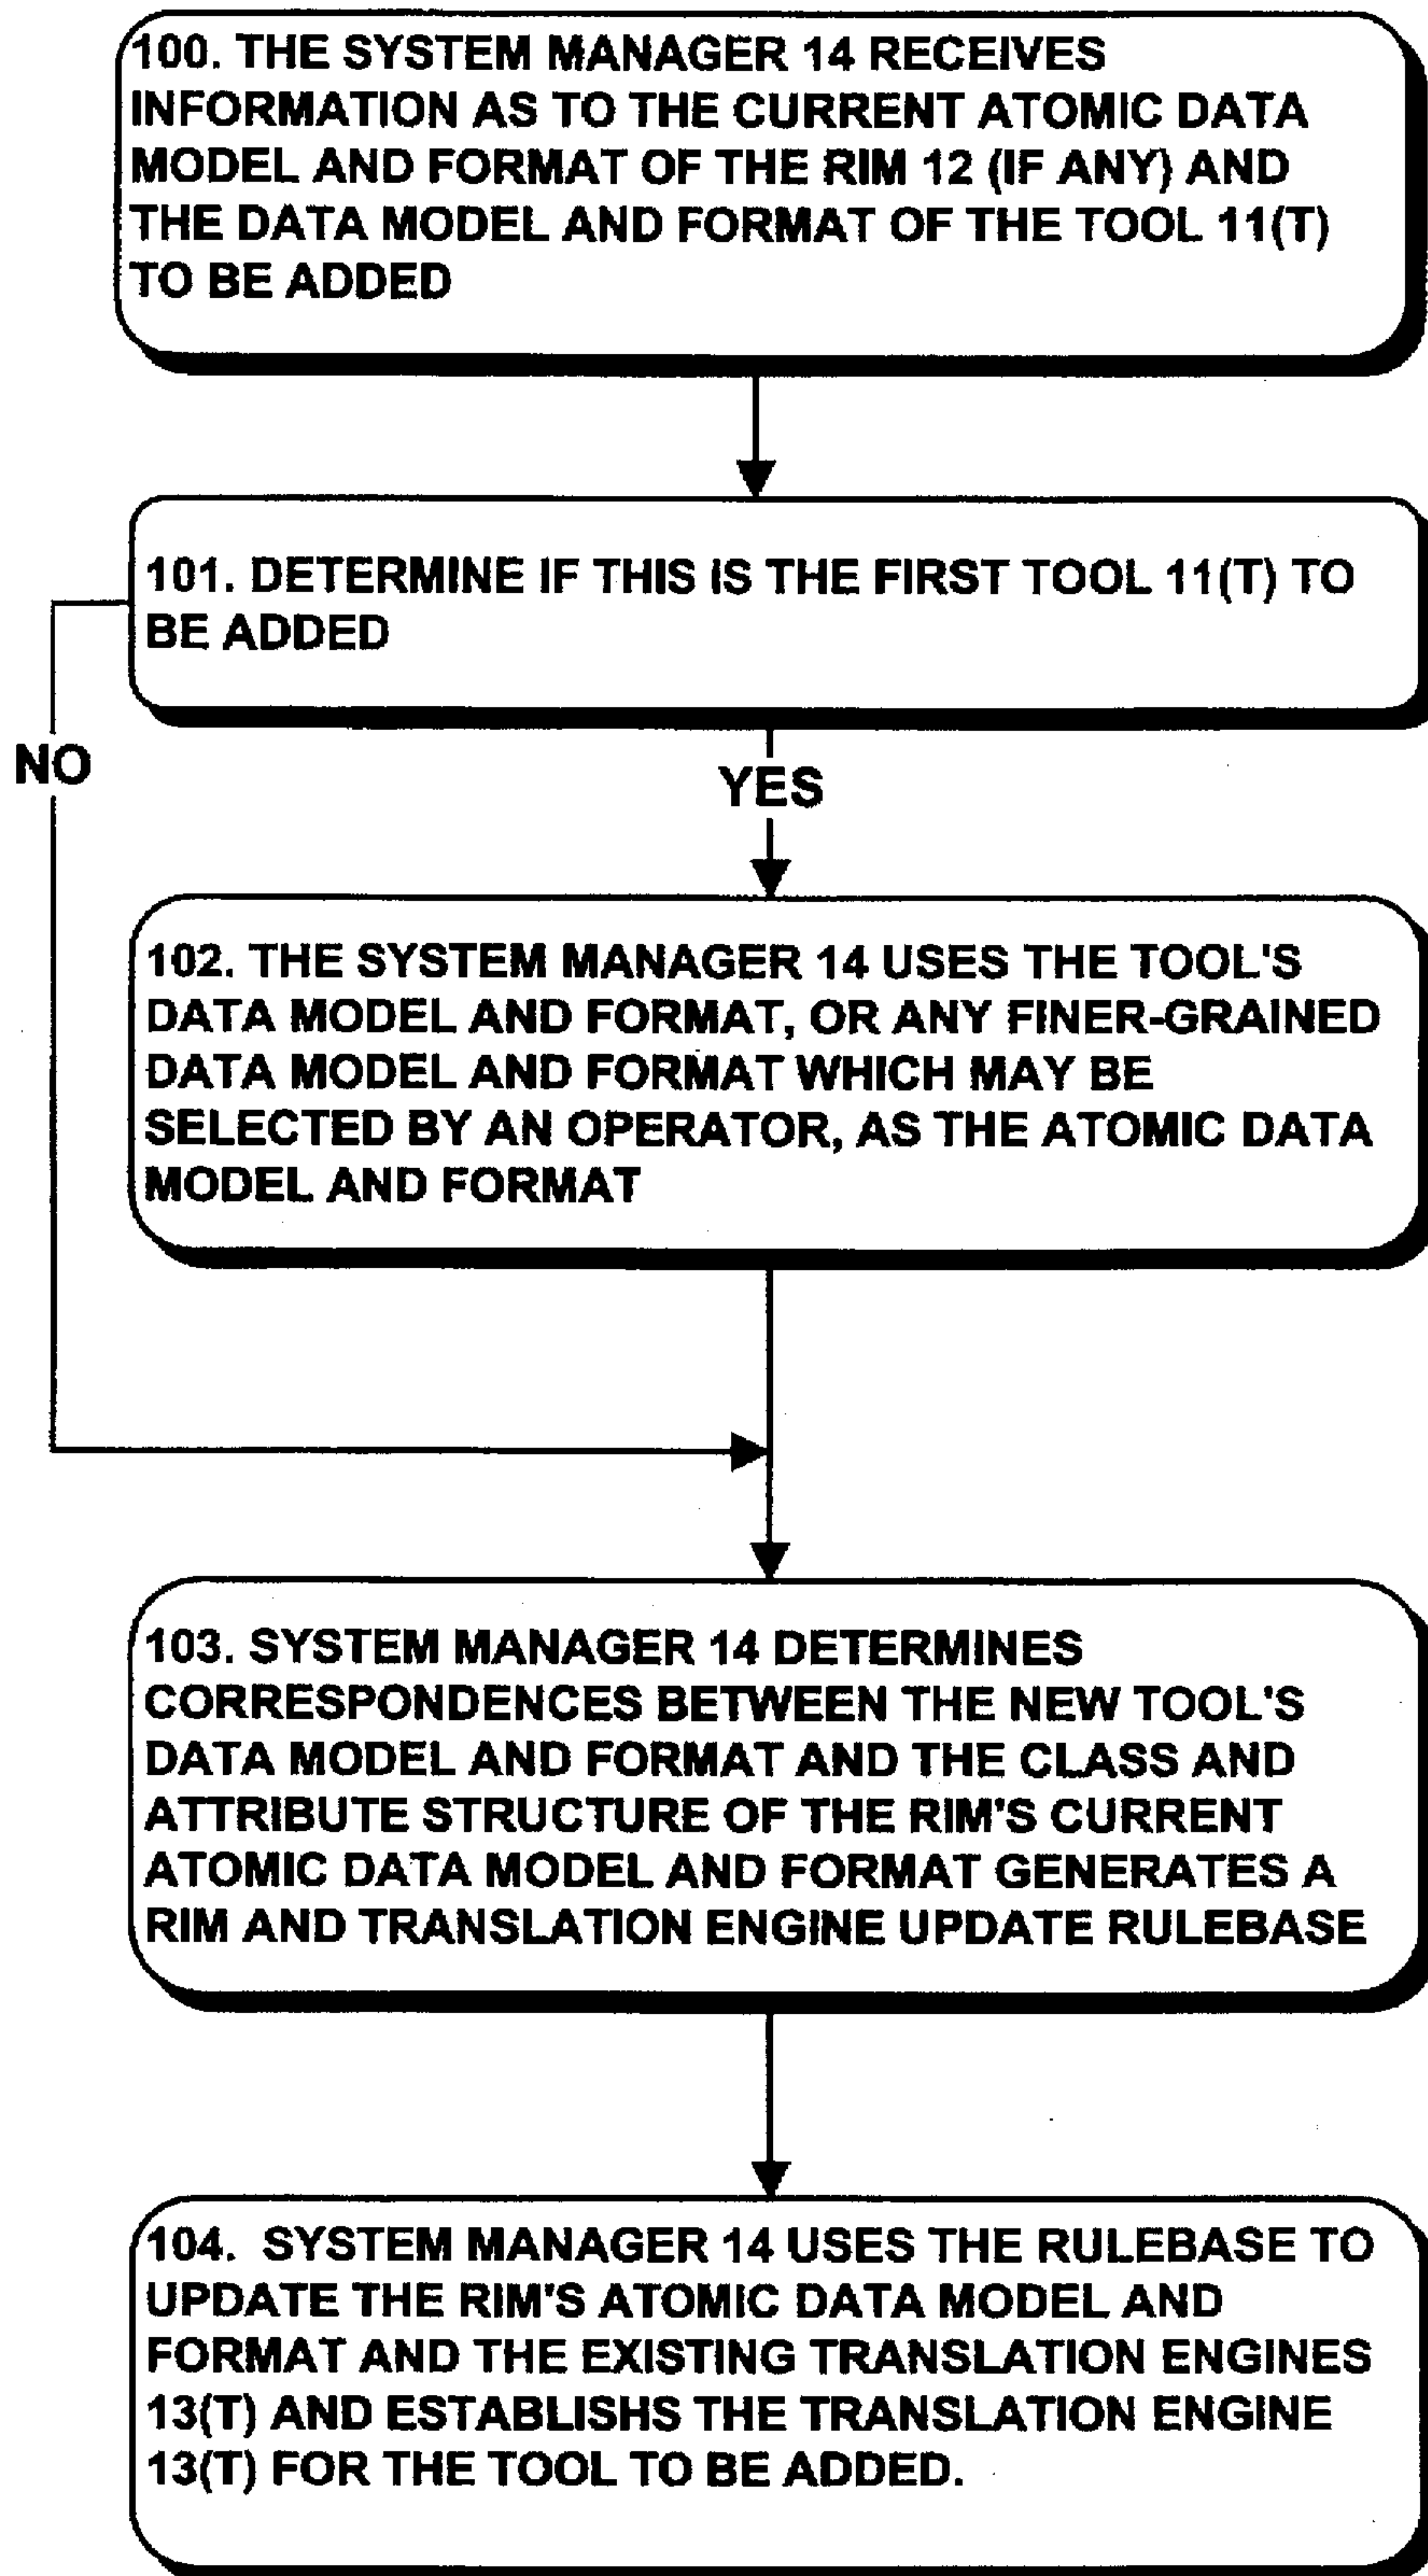 100. THE SYSTEM MANAGER 14 RECEIVES
INFORMATION AS TO THE CURRENT ATOMIC DATA
MODEL AND FORMAT OF THE RIM 12 (IF ANY) AND
THE DATA MODEL AND FORMAT OF THE TOOL 11(T)
TO BE ADDED
101. DETERMINE IF THIS IS THE FIRST TOOL 11(T) TO
BE ADDED
NO
YES
102. THE SYSTEM MANAGER 14 USES THE TOOL'S
DATA MODEL AND FORMAT, OR ANY FINER-GRAINED
DATA MODEL AND FORMAT WHICH MAY BE
SELECTED BY AN OPERATOR, AS THE ATOMIC DATA
MODEL AND FORMAT
103. SYSTEM MANAGER 14 DETERMINES
CORRESPONDENCES BETWEEN THE NEW TOOL'S
DATA MODEL AND FORMAT AND THE CLASS AND
ATTRIBUTE STRUCTURE OF THE RIM'S CURRENT
ATOMIC DATA MODEL AND FORMAT GENERATES A
RIM AND TRANSLATION ENGINE UPDATE RULEBASE
104. SYSTEM MANAGER 14 USES THE RULEBASE TO
UPDATE THE RIM'S ATOMIC DATA MODEL AND
FORMAT AND THE EXISTING TRANSLATION ENGINES
13(T) AND ESTABLISHS THE TRANSLATION ENGINE
13(T) FOR THE TOOL TO BE ADDED.